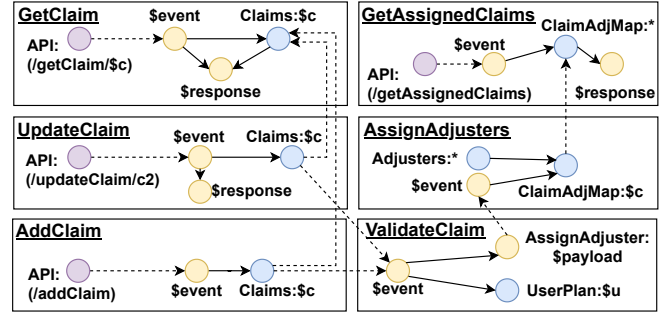 GetClaim
$event
Claims:$c
API:
(/getClaim/$c)
$response
GetAssignedClaims
ClaimAdjMap:*
$event
API:
(/getAssignedClaims)
$response
UpdateClaim
$event
Claims:$c
API:
(/updateClaim/c2)
$response
AssignAdjusters
Adjusters:*
$event
ClaimAdjMap:$c
AddClaim
API:
(/addClaim)
$event
Claims:$c
ValidateClaim
AssignAdjuster:
$payload
$event
UserPlan:$u